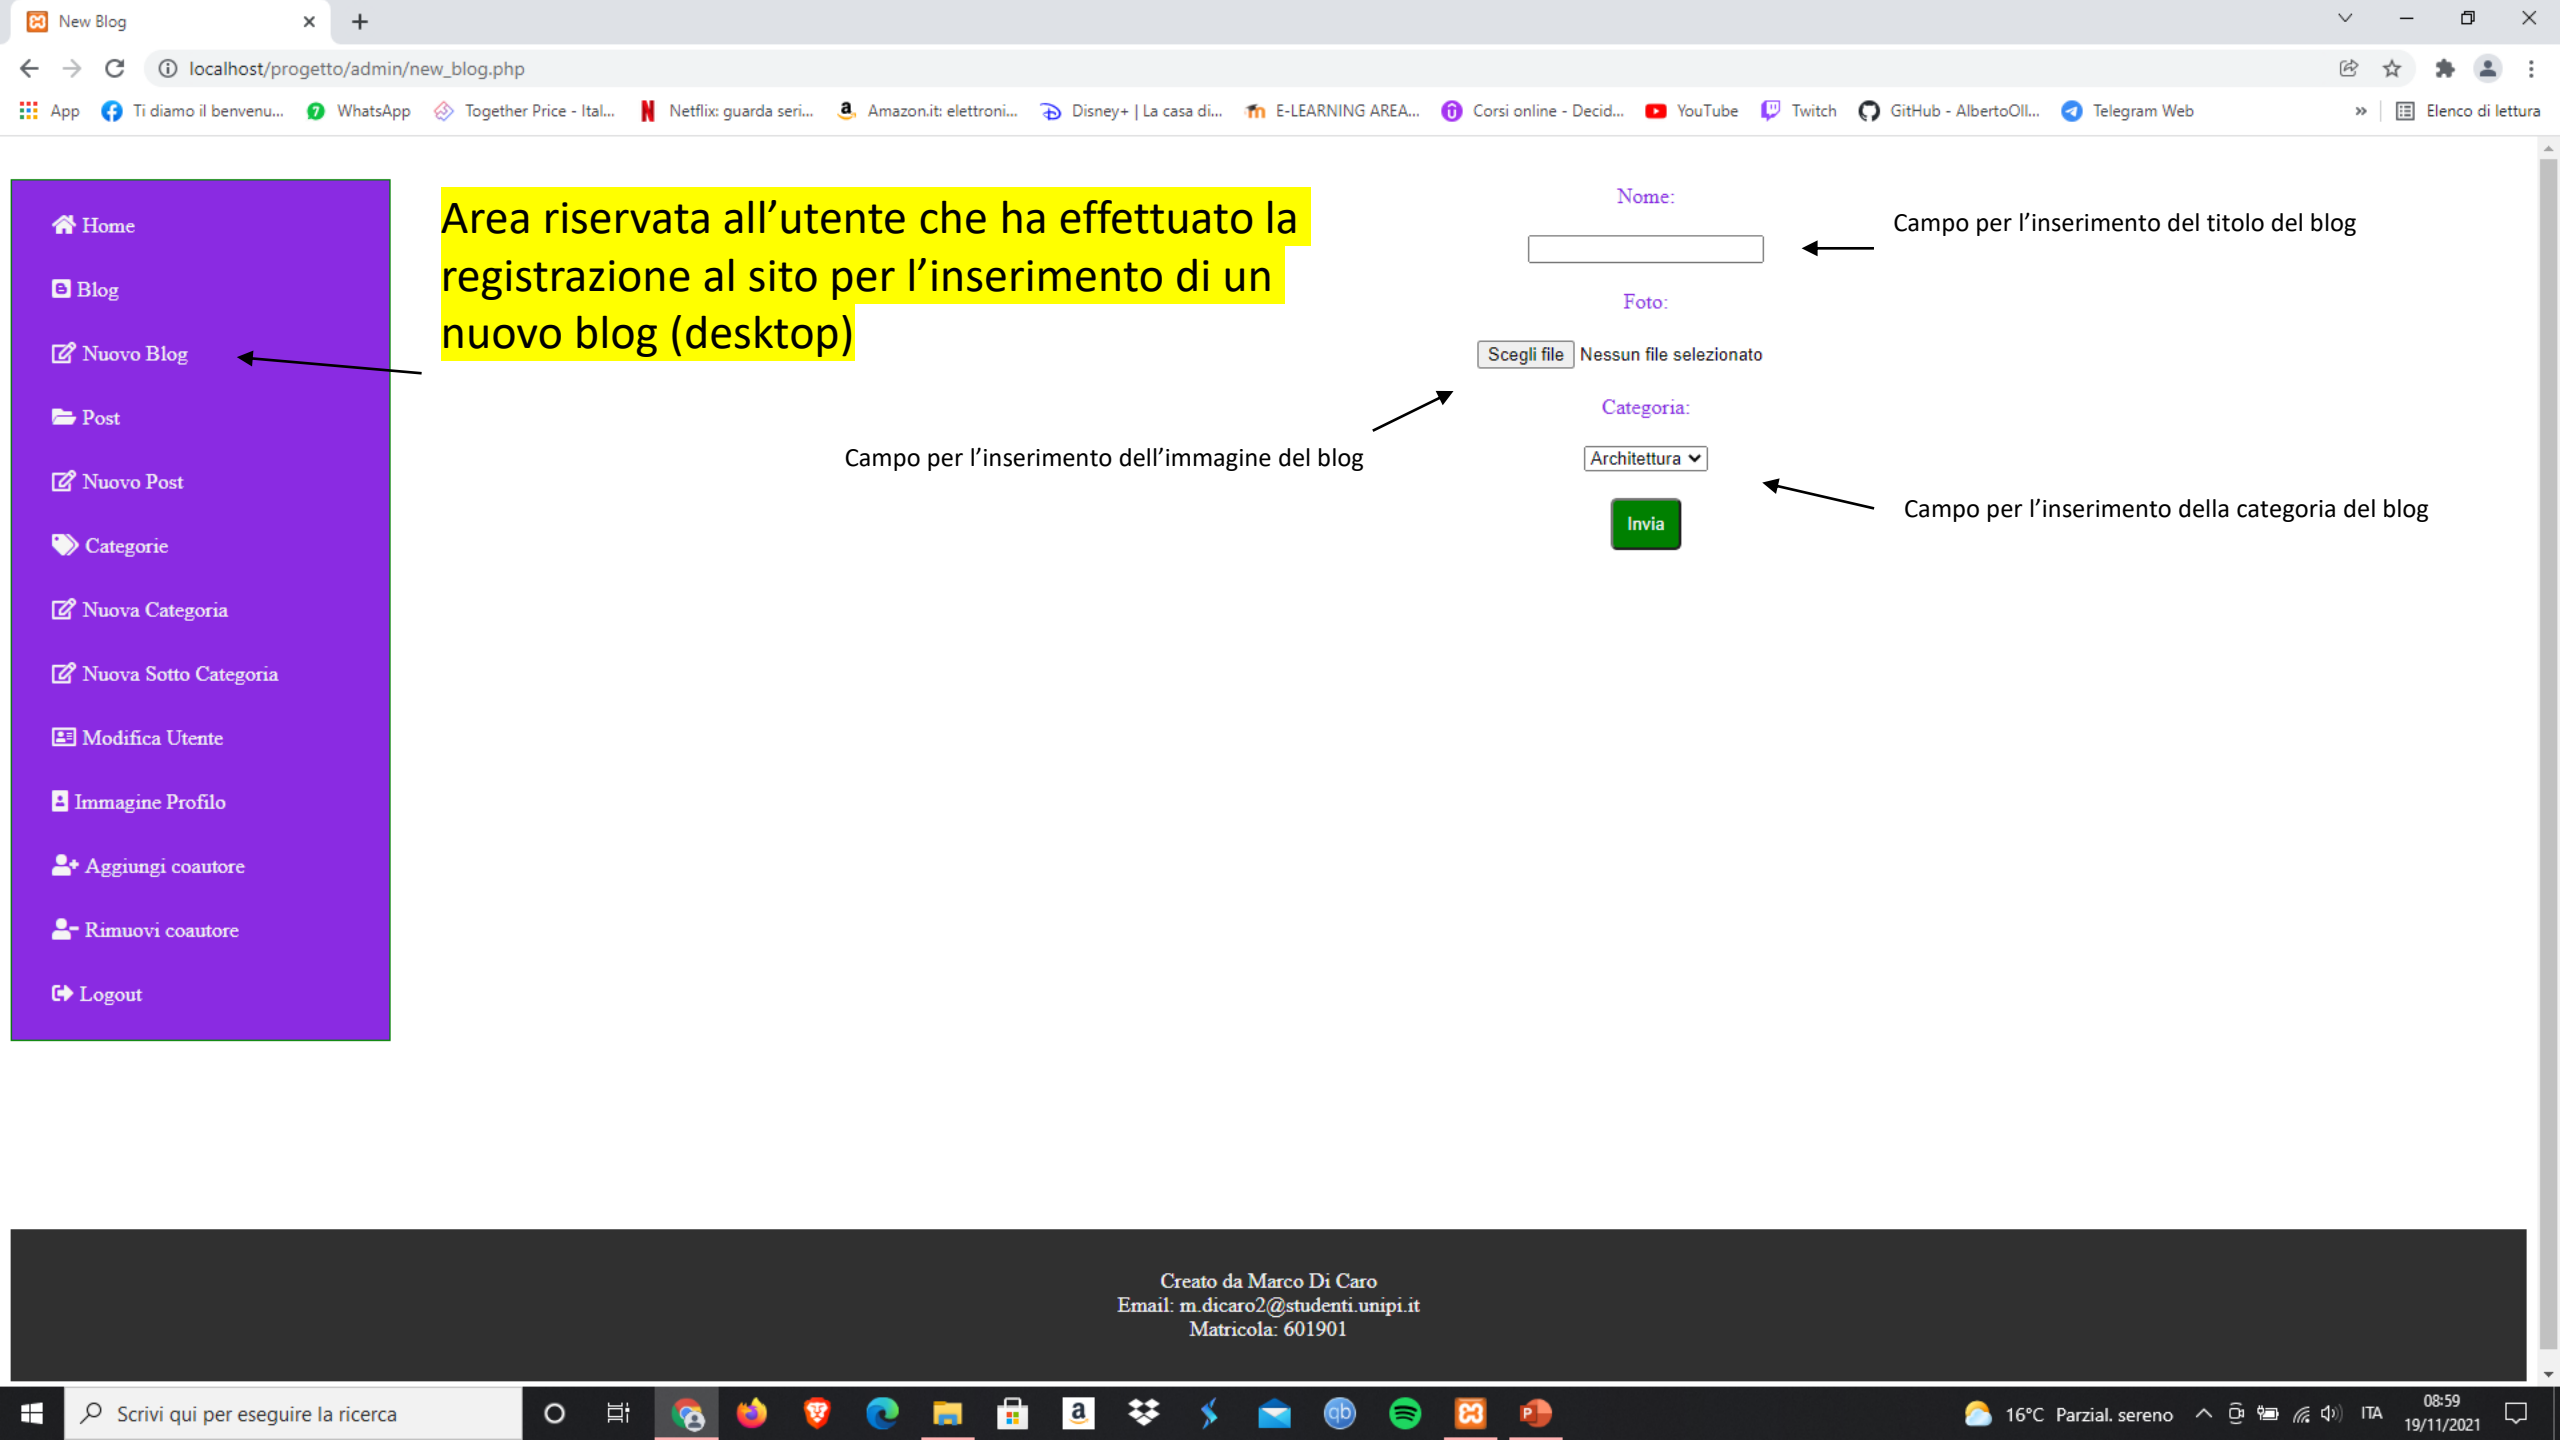 New Blog
localhost/progetto/admin/new_blog.php
App
Ti diamo il benvenu...
WhatsApp
Together Price - Ital...
Netflix: guarda seri...
Amazon.it: elettroni...
Disney+ | La casa di...
E-LEARNING AREA...
Corsi online - Decid...
YouTube
Twitch
GitHub - AlbertoOll...
Telegram Web
»
Elenco di lettura
Home
Blog
Nuovo Blog
Post
Nuovo Post
Categorie
Nuova Categoria
Nuova Sotto Categoria
Modifica Utente
Immagine Profilo
Aggiungi coautore
Rimuovi coautore
Logout
Area riservata all’utente che ha effettuato la
registrazione al sito per l’inserimento di un
nuovo blog (desktop)
Nome:
Campo per l’inserimento del titolo del blog
Foto:
Scegli file Nessun file selezionato
Campo per l’inserimento dell’immagine del blog
Categoria:
Architettura
Campo per l’inserimento della categoria del blog
Invia
Creato da Marco Di Caro
Email: m.dicaro2@studenti.unipi.it
Matricola: 601901
Scrivi qui per eseguire la ricerca
a
qb
P
16°C Parzial. sereno
ITA
08:59
19/11/2021